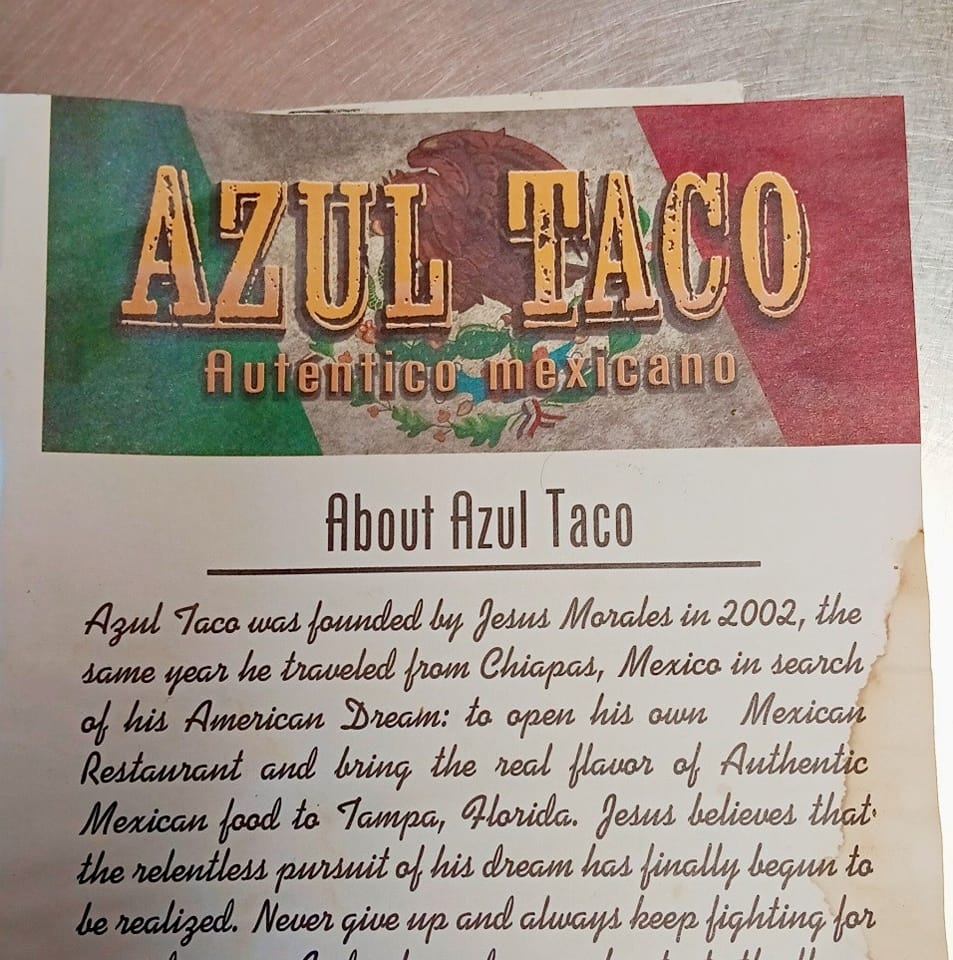 AZUL TACO
Auténtico mexicano
About Azul Taco
Azul Taco was founded by Jesus Morales in 2002, the
same year he traveled from Chiapas, Mexico in search
of his American Dream: to open his own Mexican
Restaurant and bring the real flavor of Authentic
Mexican food to Tampa, Florida. Jesus believes that
the relentless pursuit of his dream has finally begun to
be realized. Never give up and always keep fighting for